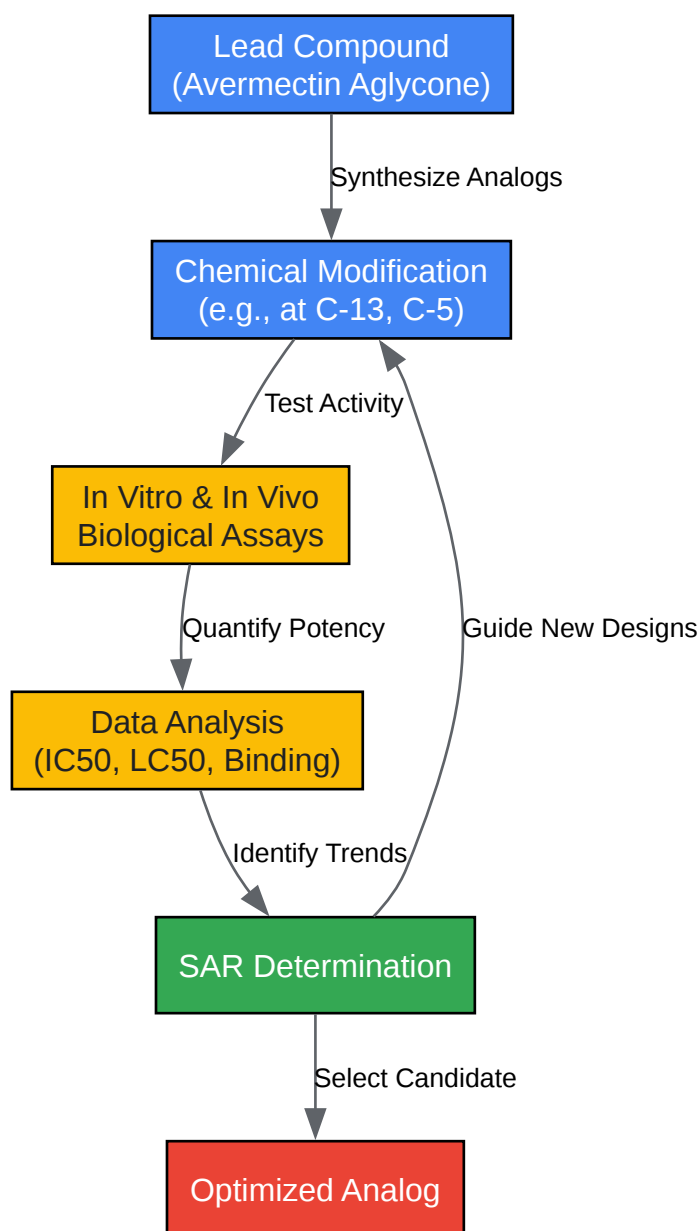 Lead Compound
(Avermectin Aglycone)
Synthesize Analogs
Chemical Modification
(e.g., at C-13, C-5)
Test Activity
In Vitro & In Vivo
Biological Assays
Quantify Potency
Guide New Designs
Data Analysis
(IC50, LC50, Binding)
Identify Trends
SAR Determination
Select Candidate
Optimized Analog